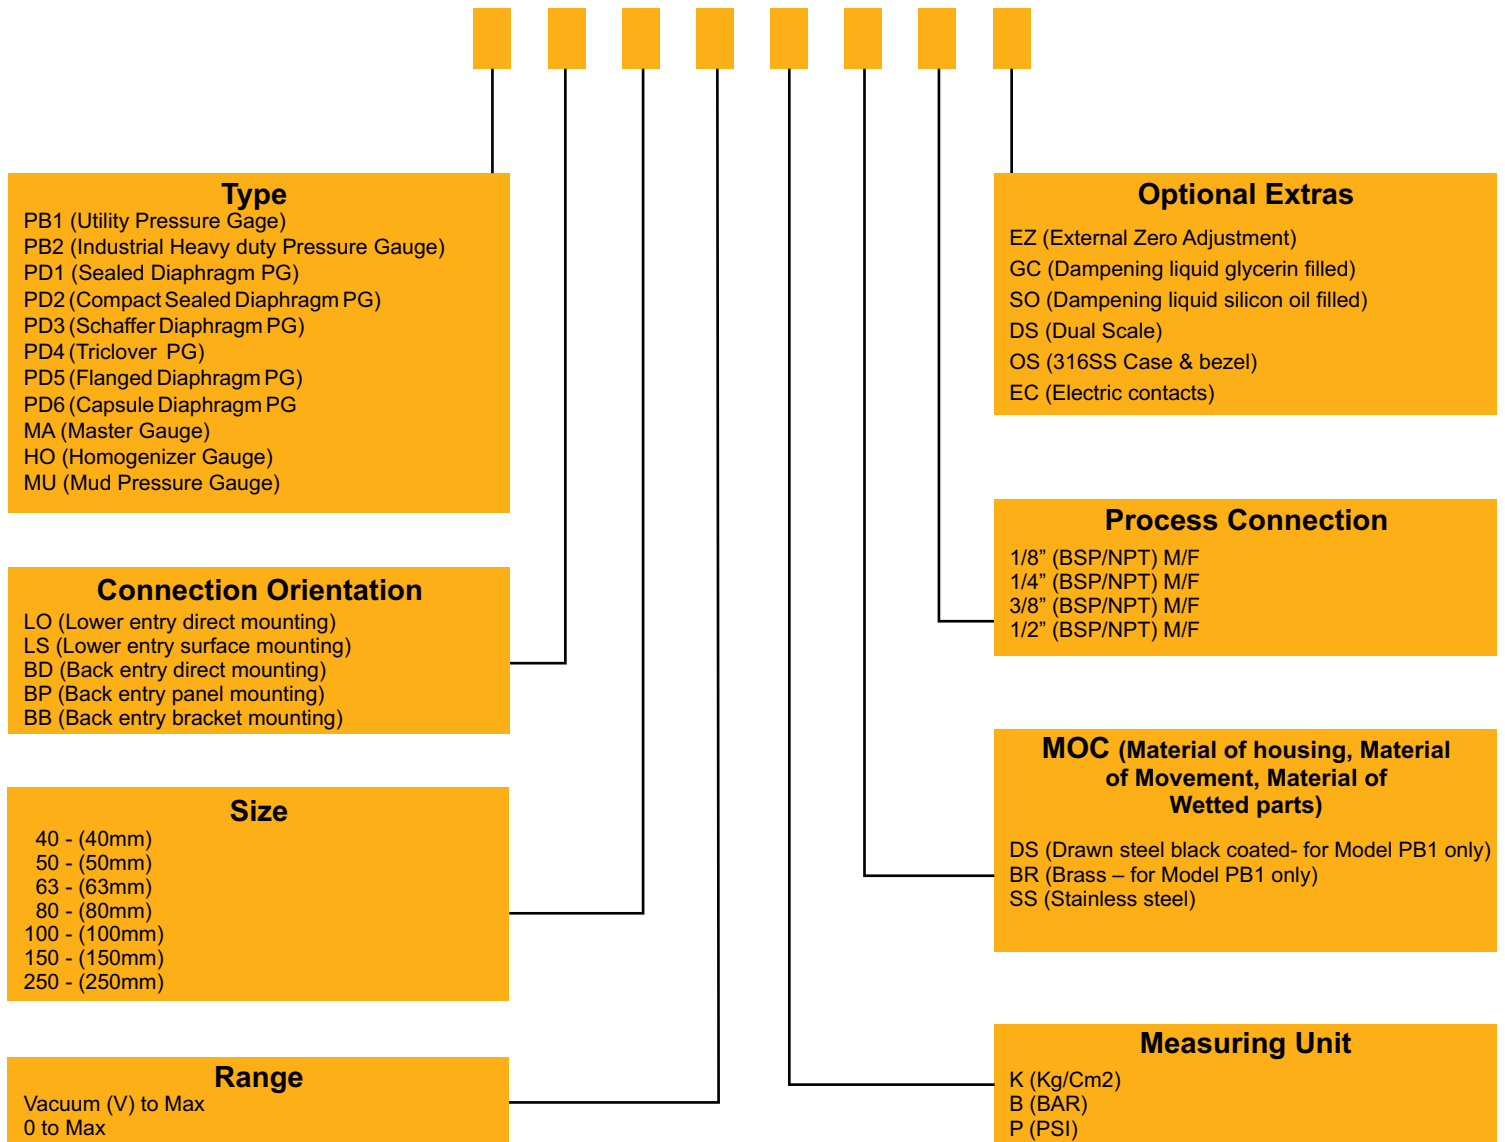 Type
PB1 (Utility Pressure Gage)
PB2 (Industrial Heavy duty Pressure Gauge)
PD1 (Sealed Diaphragm PG)
PD2 (Compact Sealed Diaphragm PG)
PD3 (Schaffer Diaphragm PG)
PD4 (Triclover PG)
PD5 (Flanged Diaphragm PG)
PD6 (Capsule Diaphragm PG
MA (Master Gauge)
HO (Homogenizer Gauge)
MU (Mud Pressure Gauge)
Connection Orientation
LO (Lower entry direct mounting)
LS (Lower entry surface mounting)
BD (Back entry direct mounting)
BP (Back entry panel mounting)
BB (Back entry bracket mounting)
Size
40 - (40mm)
50 - (50mm)
63 - (63mm)
80 - (80mm)
100 - (100mm)
150 - (150mm)
250 - (250mm)
Range
Vacuum (V) to Max
0 to Max
Optional Extras
EZ (External Zero Adjustment)
GC (Dampening liquid glycerin filled)
SO (Dampening liquid silicon oil filled)
DS (Dual Scale)
OS (316SS Case & bezel)
EC (Electric contacts)
Process Connection
1/8” (BSP/NPT) M/F
1/4” (BSP/NPT) M/F
3/8” (BSP/NPT) M/F
1/2” (BSP/NPT) M/F
MOC (Material of housing, Material
of Movement, Material of
Wetted parts)
DS (Drawn steel black coated- for Model PB1 only)
BR (Brass – for Model PB1 only)
SS (Stainless steel)
Measuring Unit
K (Kg/Cm2)
B (BAR)
P (PSI)